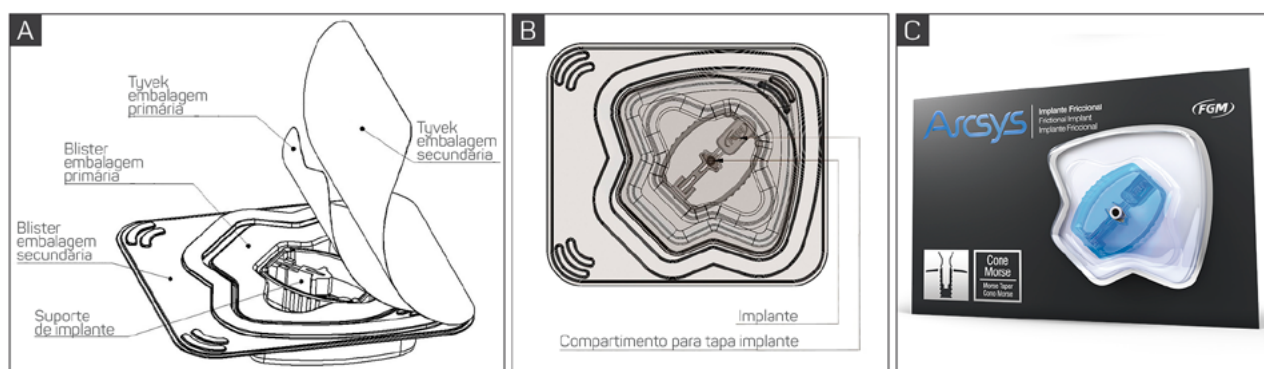 A
Tyvek
embalagem
primária
Blister
embalagem
primária
Blister
embalagem
secundária
Suporte
de implante
Tyvek
embalagem
secundária
B
Implante
Compartimento para tapa implante
C
Arcsys
Implante Friccional
Frictional Implant
Implante Friccional
FGM
Cone
Morse
Morse Taper
Cono Morse